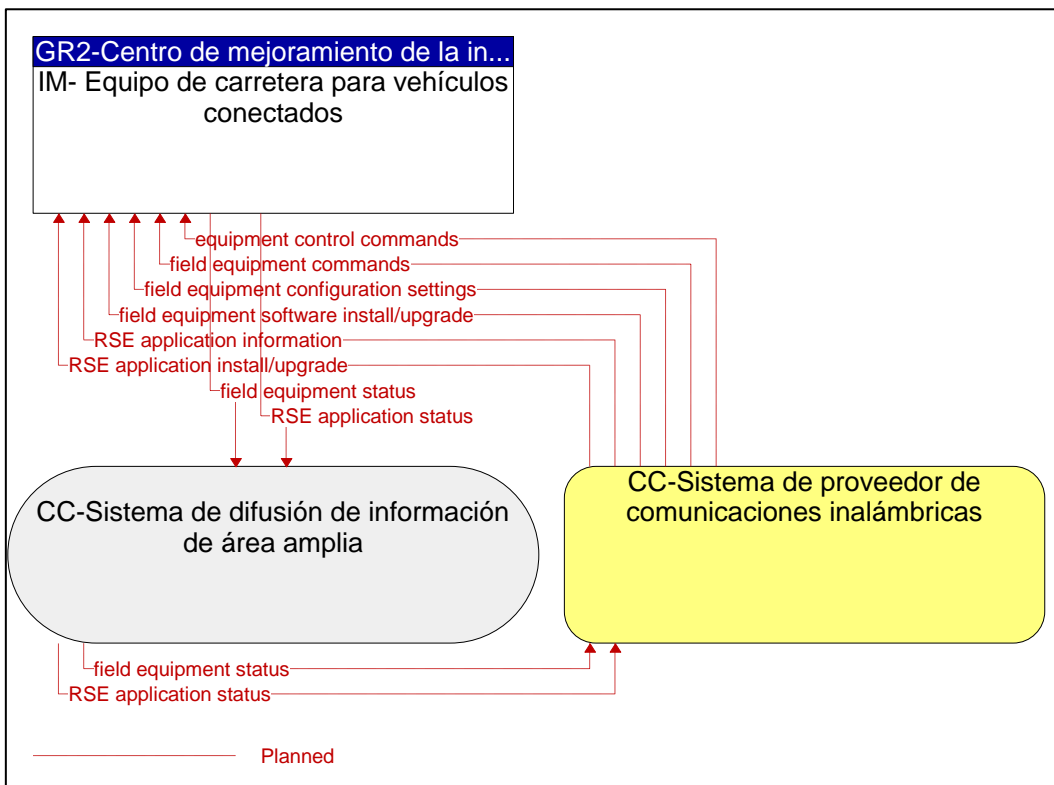 GR2-Centro de mejoramiento de la in...
IM- Equipo de carretera para vehículos
conectados
equipment control commands
field equipment commands
field equipment configuration settings
field equipment software install/upgrade
RSE application information
RSE application install/upgrade
field equipment status
RSE application status
CC-Sistema de difusión de información
de área amplia
CC-Sistema de proveedor de
comunicaciones inalámbricas
field equipment status
RSE application status
Planned